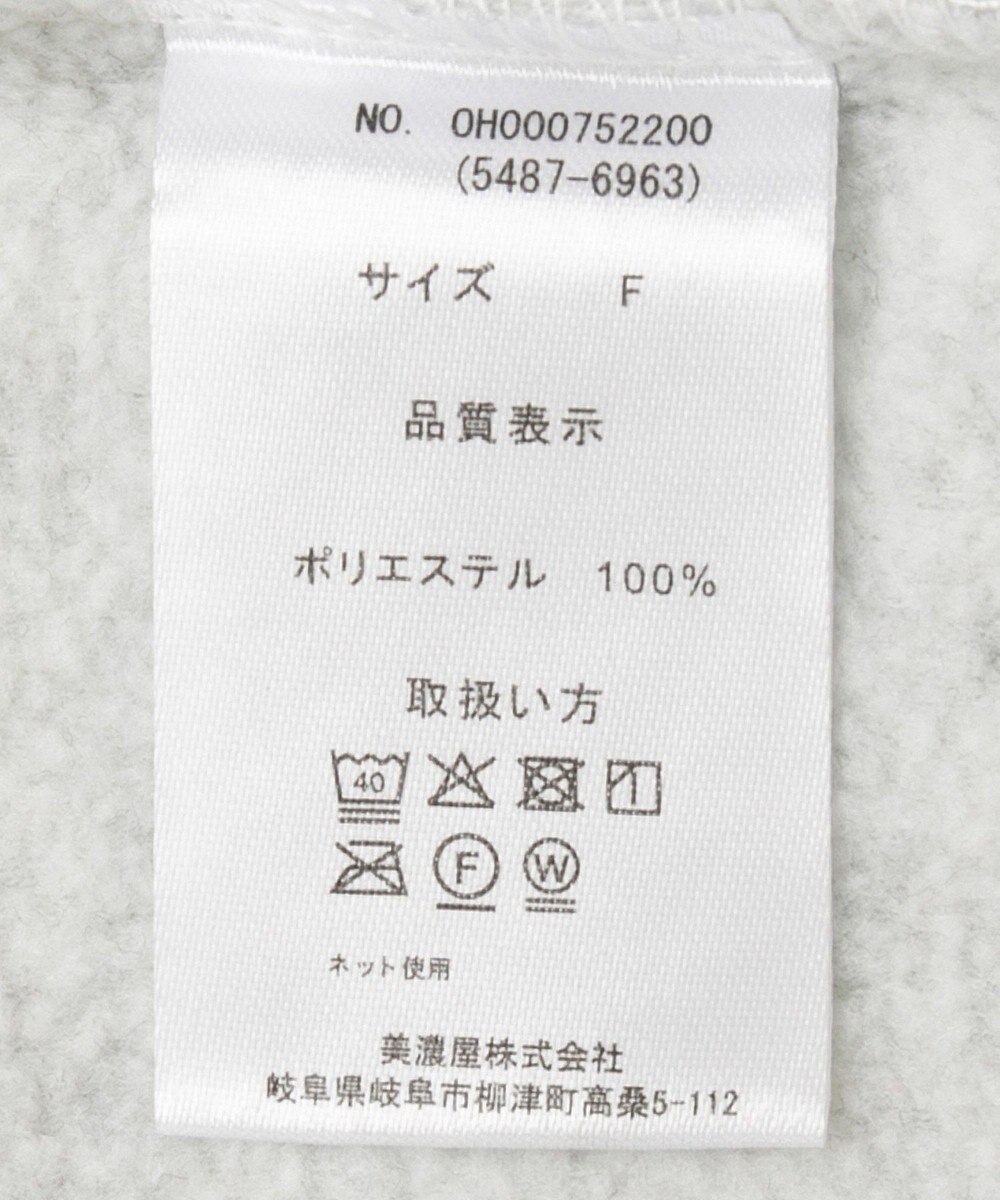 NO. OH000752200
(5487-6963)
サイズ F
品質表示
ポリエステル 100%
取扱い方
40
F W
ネット使用
美濃屋株式会社
岐阜県岐阜市柳津町高桑5-112